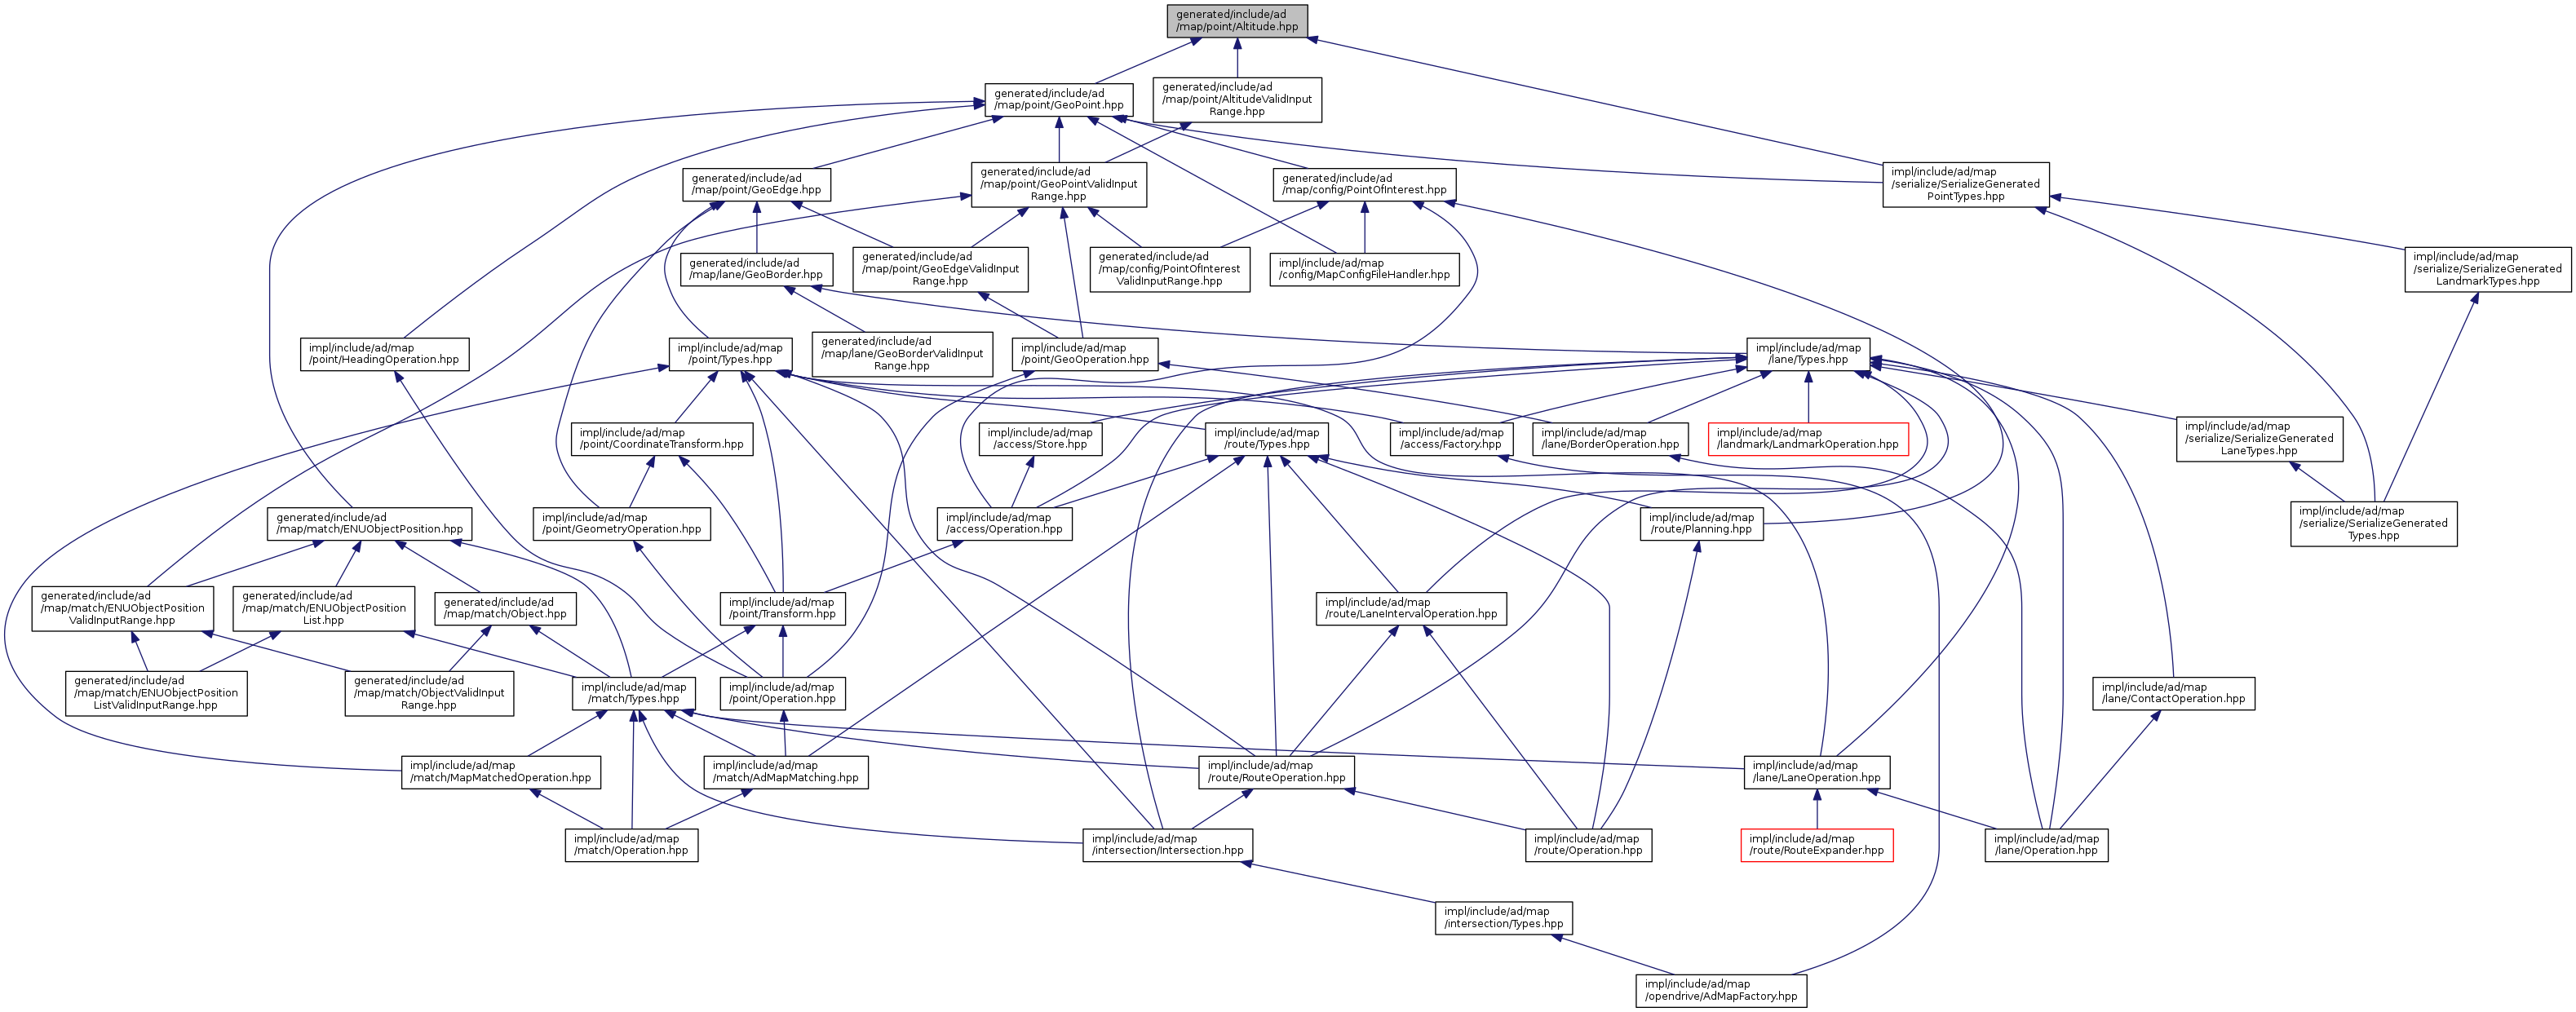 generated/include/ad
/map/point/Altitude.hpp
generated/include/ad
/map/point/GeoPoint.hpp
generated/include/ad
/map/point/AltitudeValidInput
Range.hpp
generated/include/ad
/map/point/GeoEdge.hpp
generated/include/ad
/map/point/GeoPointValidInput
Range.hpp
generated/include/ad
/map/config/PointOfInterest.hpp
impl/include/ad/map
/serialize/SerializeGenerated
PointTypes.hpp
generated/include/ad
/map/lane/GeoBorder.hpp
generated/include/ad
/map/point/GeoEdgeValidInput
Range.hpp
generated/include/ad
/map/config/PointOfInterest
ValidInputRange.hpp
impl/include/ad/map
/config/MapConfigFileHandler.hpp
impl/include/ad/map
/serialize/SerializeGenerated
LandmarkTypes.hpp
impl/include/ad/map
/point/HeadingOperation.hpp
impl/include/ad/map
/point/Types.hpp
generated/include/ad
/map/lane/GeoBorderValidInput
Range.hpp
impl/include/ad/map
/point/GeoOperation.hpp
impl/include/ad/map
/lane/Types.hpp
impl/include/ad/map
/point/CoordinateTransform.hpp
impl/include/ad/map
/access/Store.hpp
impl/include/ad/map
/route/Types.hpp
impl/include/ad/map
/access/Factory.hpp
impl/include/ad/map
/lane/BorderOperation.hpp
impl/include/ad/map
/landmark/LandmarkOperation.hpp
impl/include/ad/map
/serialize/SerializeGenerated
LaneTypes.hpp
generated/include/ad
/map/match/ENUObjectPosition.hpp
impl/include/ad/map
/point/GeometryOperation.hpp
impl/include/ad/map
/access/Operation.hpp
impl/include/ad/map
/route/Planning.hpp
impl/include/ad/map
/serialize/SerializeGenerated
Types.hpp
generated/include/ad
/map/match/ENUObjectPosition
ValidInputRange.hpp
generated/include/ad
/map/match/ENUObjectPosition
List.hpp
generated/include/ad
/map/match/Object.hpp
impl/include/ad/map
/point/Transform.hpp
impl/include/ad/map
/route/LaneIntervalOperation.hpp
generated/include/ad
/map/match/ENUObjectPosition
ListValidInputRange.hpp
generated/include/ad
/map/match/ObjectValidInput
Range.hpp
impl/include/ad/map
/match/Types.hpp
impl/include/ad/map
/point/Operation.hpp
impl/include/ad/map
/lane/ContactOperation.hpp
impl/include/ad/map
/match/MapMatchedOperation.hpp
impl/include/ad/map
/match/AdMapMatching.hpp
impl/include/ad/map
/route/RouteOperation.hpp
impl/include/ad/map
/lane/LaneOperation.hpp
impl/include/ad/map
/match/Operation.hpp
impl/include/ad/map
/intersection/Intersection.hpp
impl/include/ad/map
/route/Operation.hpp
impl/include/ad/map
/route/RouteExpander.hpp
impl/include/ad/map
/lane/Operation.hpp
impl/include/ad/map
/intersection/Types.hpp
impl/include/ad/map
/opendrive/AdMapFactory.hpp